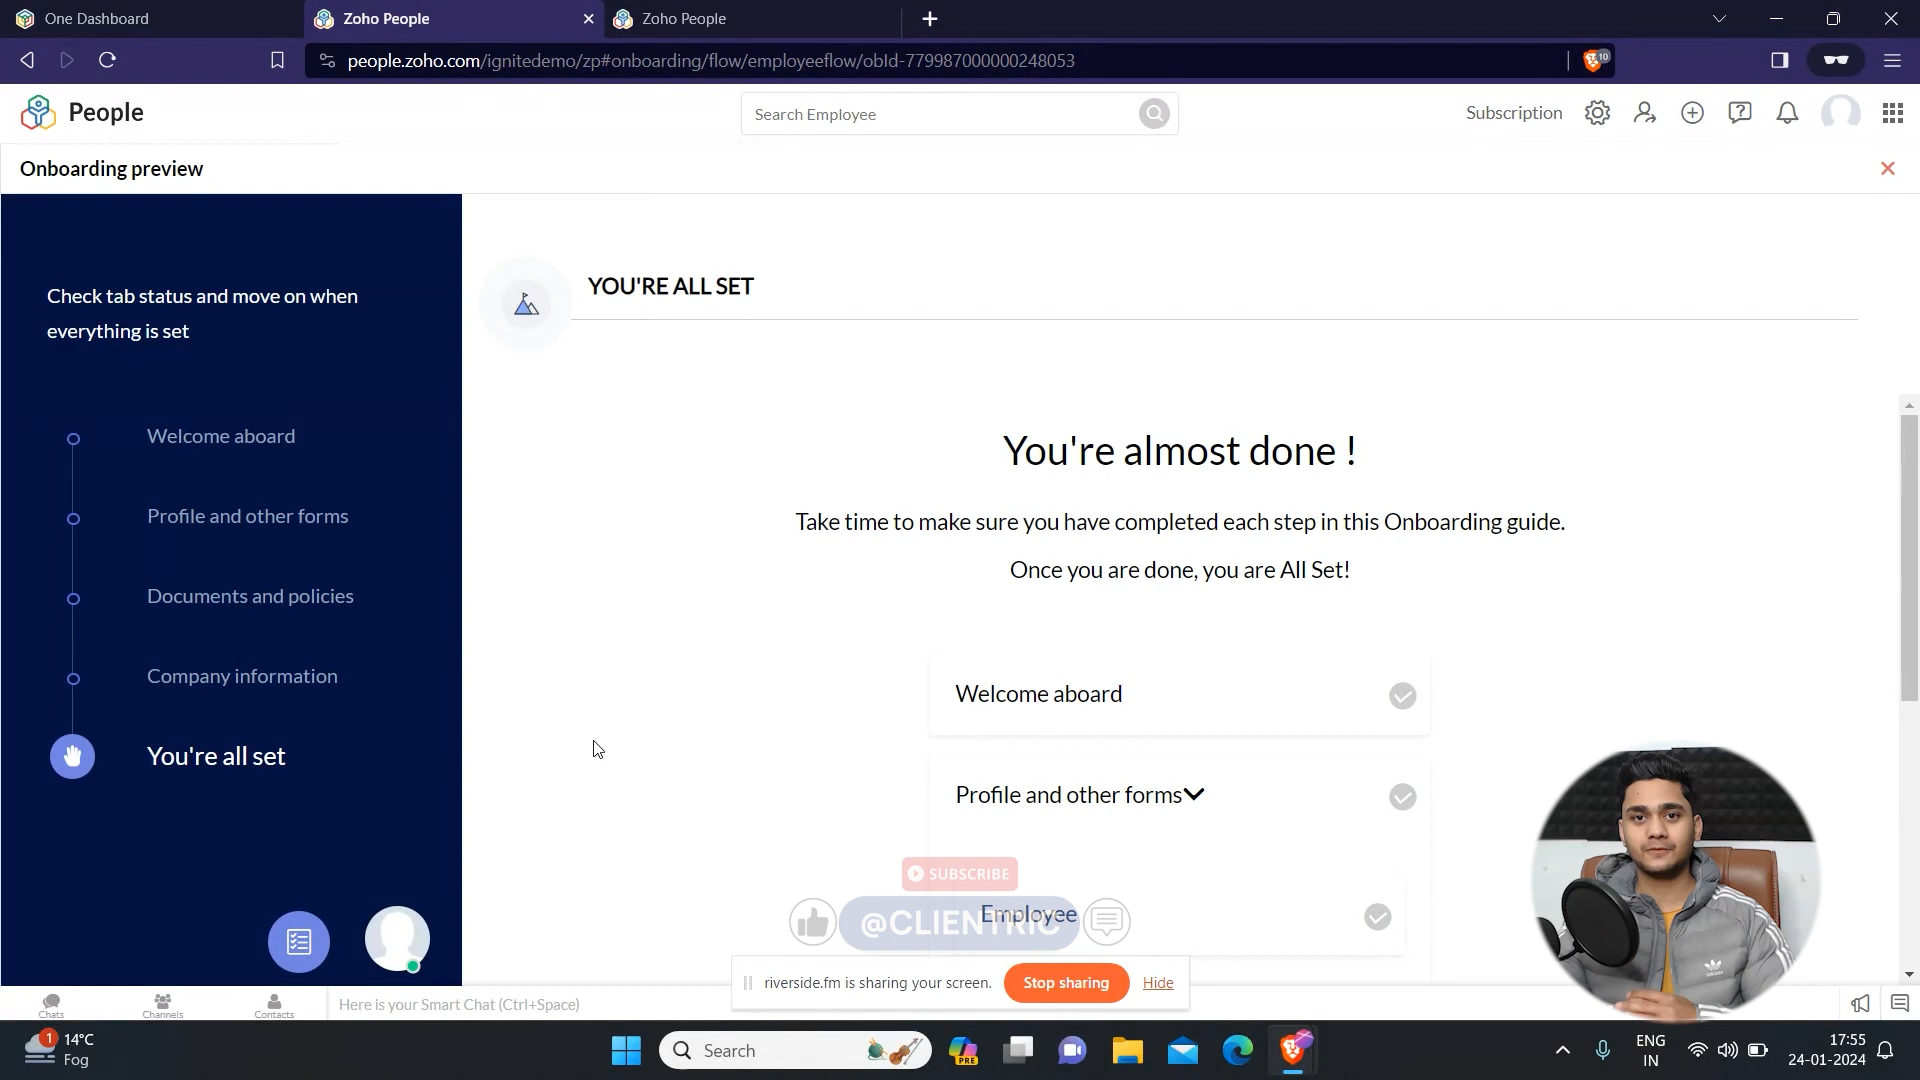 One Dashboard
Zoho People
Zoho People
people.zoho.com/ignitedemo/zp#onboarding/flow/employeeflow/obId-779987000000248053
10
People
Search Employee
Subscription
Onboarding preview
Check tab status and move on when
everything is set
Welcome aboard
Profile and other forms
Documents and policies
Company information
You're all set
YOU'RE ALL SET
You're almost done !
Take time to make sure you have completed each step in this Onboarding guide.
Once you are done, you are All Set!
Welcome aboard
Profile and other forms
SUBSCRIBE
@CLIENTRIC
Employee
riverside.fm is sharing your screen.
Stop sharing
Hide
Chats
Channels
Contacts
Here is your Smart Chat (Ctrl+Space)
1
14°C
Fog
Search
PRE
ENG
IN
17:55
24-01-2024